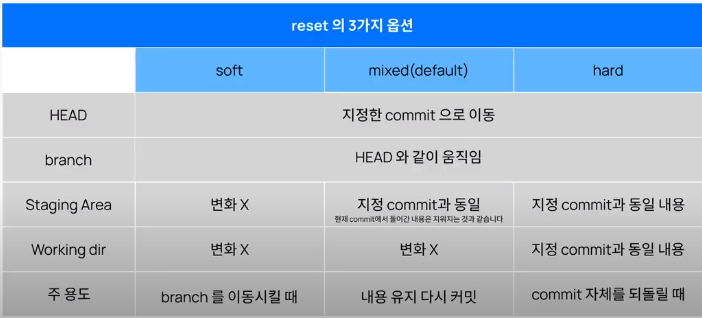 reset 의 3가지 옵션
soft mixed(default) hard
HEAD 지정한 commit 으로 이동
branch HEAD 와 같이 움직임
Staging Area 변화 X 지정 commit과 동일 지정 commit과 동일 내용
현재 commit에서 들어간 내용은 지워지는 것과 같습니다
Working dir 변화 X 변화 X 지정 commit과 동일 내용
주 용도 branch 를 이동시킬 때 내용 유지 다시 커밋 commit 자체를 되돌릴 때